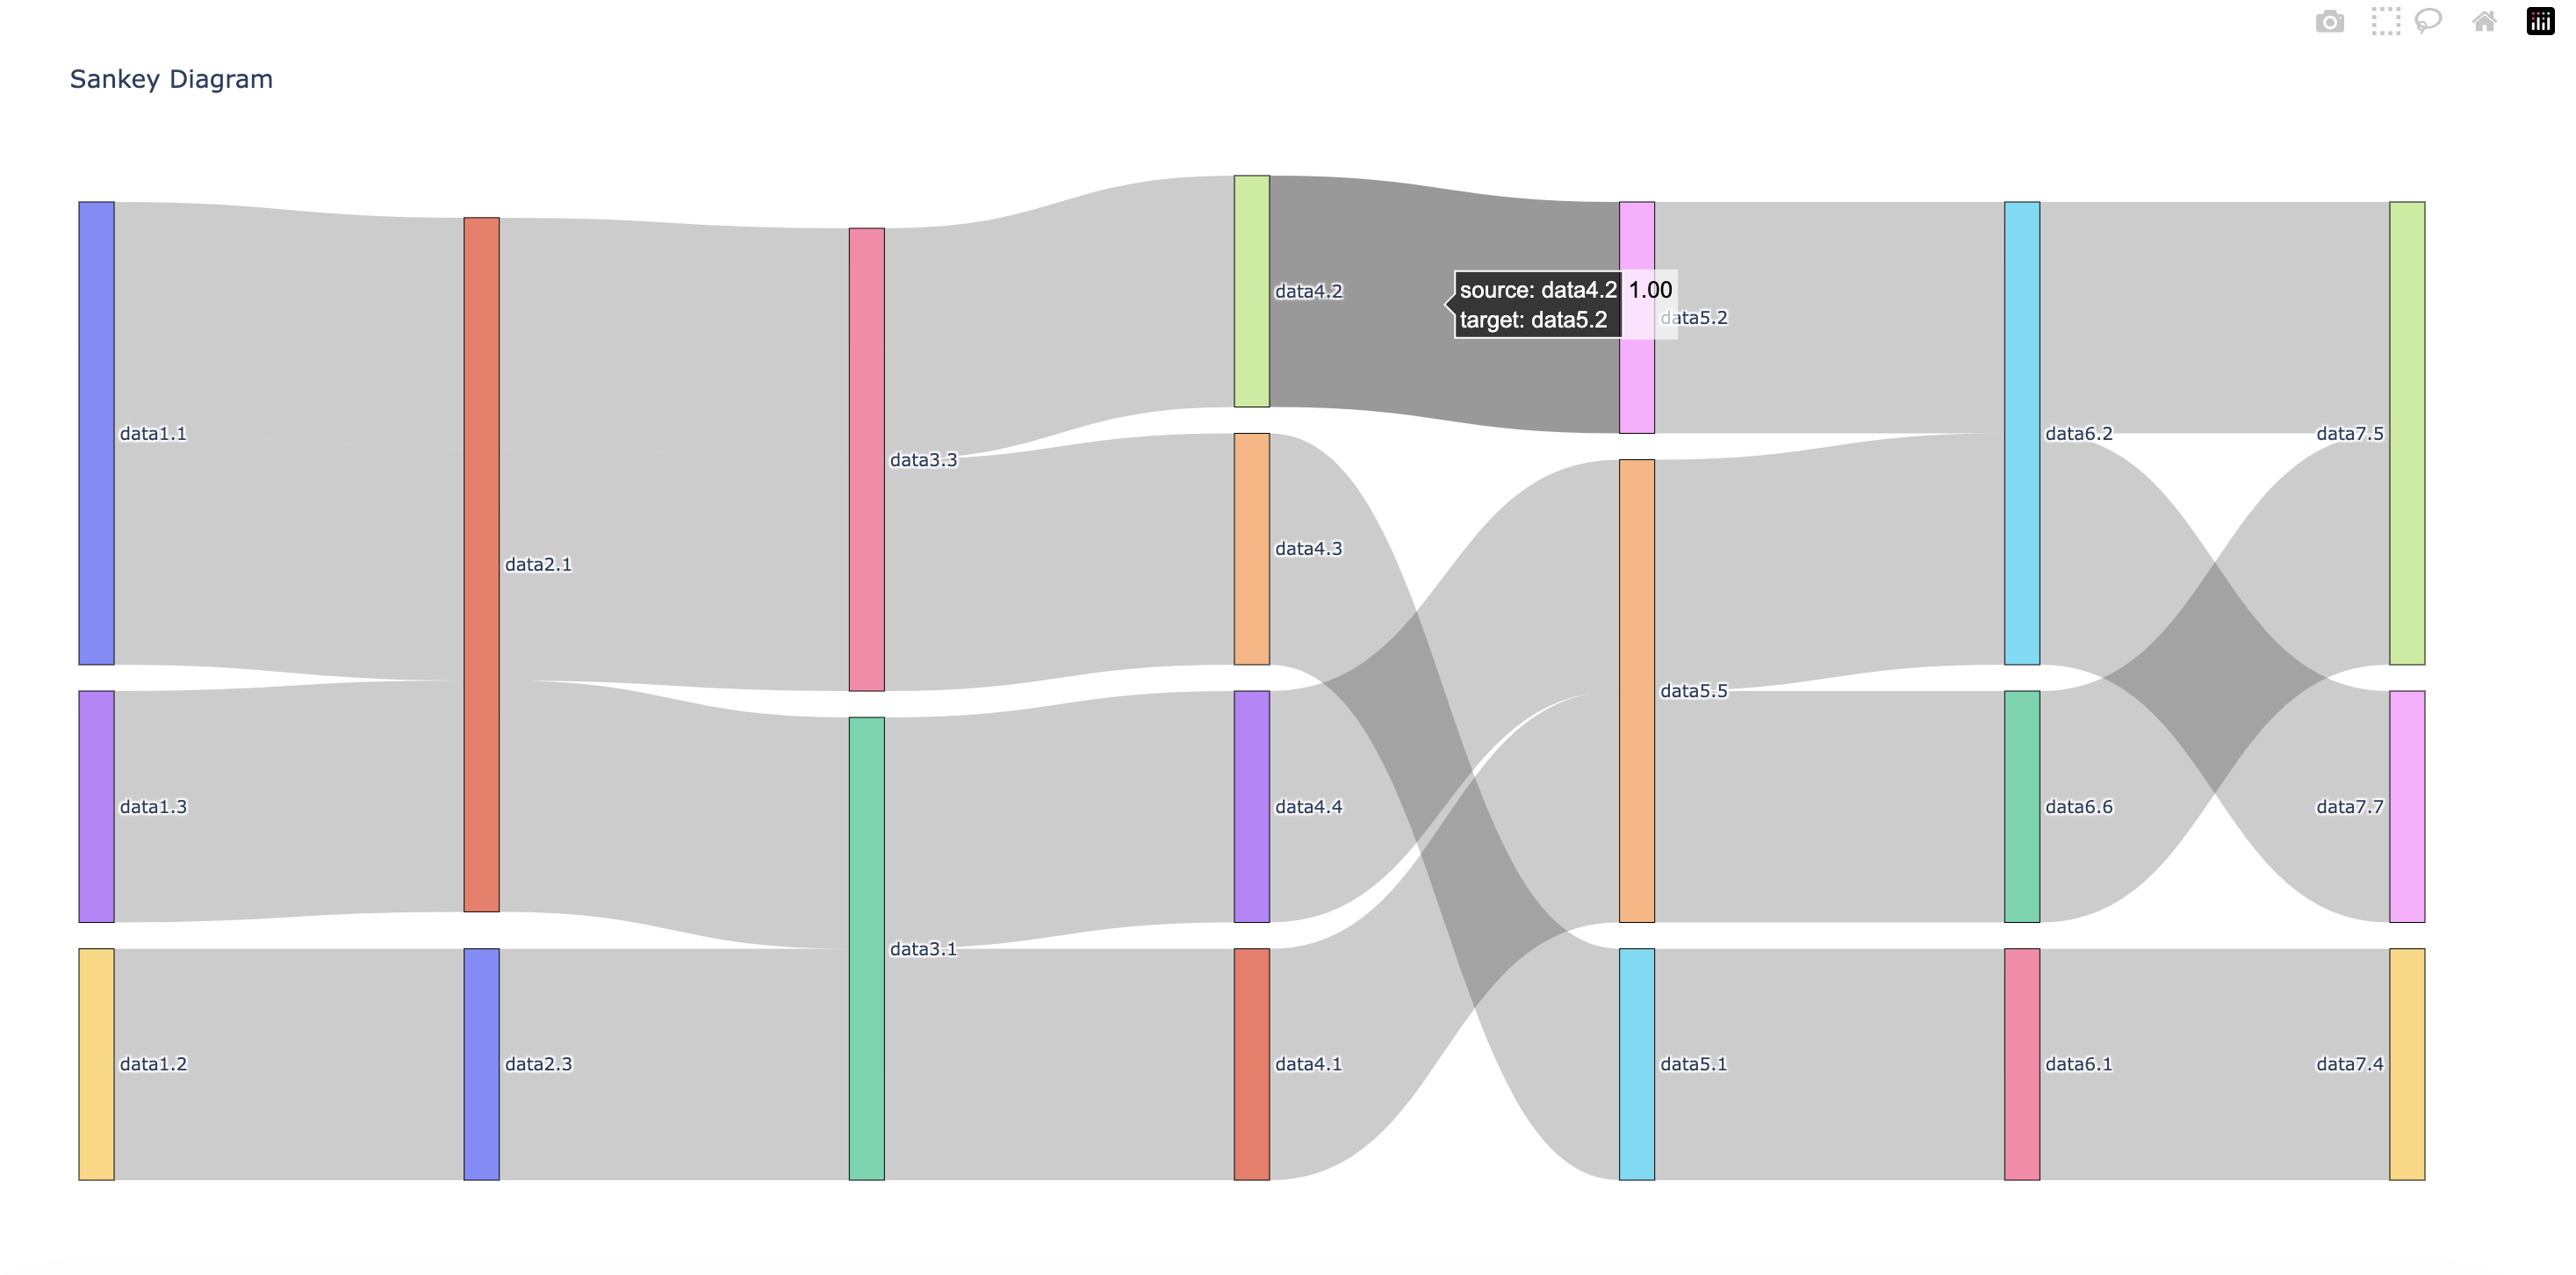 Sankey Diagram
data1.1
data1.3
data1.2
data2.1
data2.3
data3.3
data3.1
data4.2
data4.3
data4.4
data4.1
source: data4.2 1.00
target: data5.2
data5.2
data5.5
data5.1
data6.2
data6.6
data6.1
data7.5
data7.7
data7.4